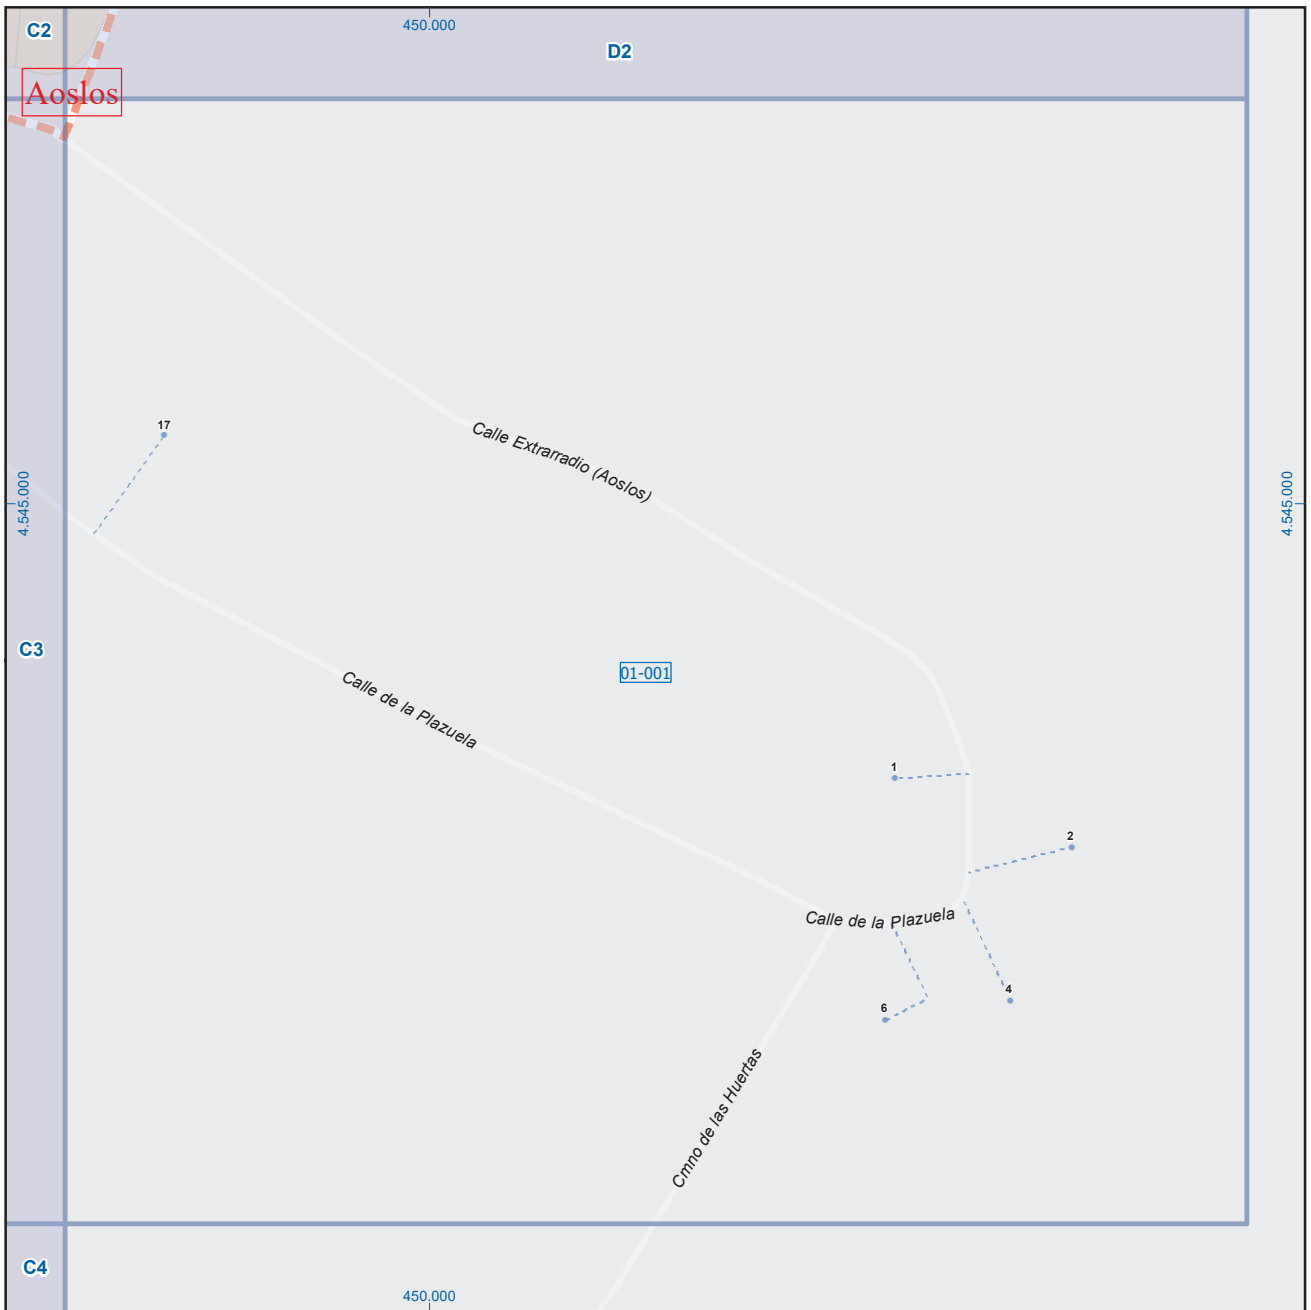 C2
450.000
D2
Aoslos
17
Calle Extrarradio (Aoslos)
4.545.000
4.545.000
C3
01-001
Calle de la Plazuela
1
2
Calle de la Plazuela
4
6
Cmno de las Huertas
C4
450.000